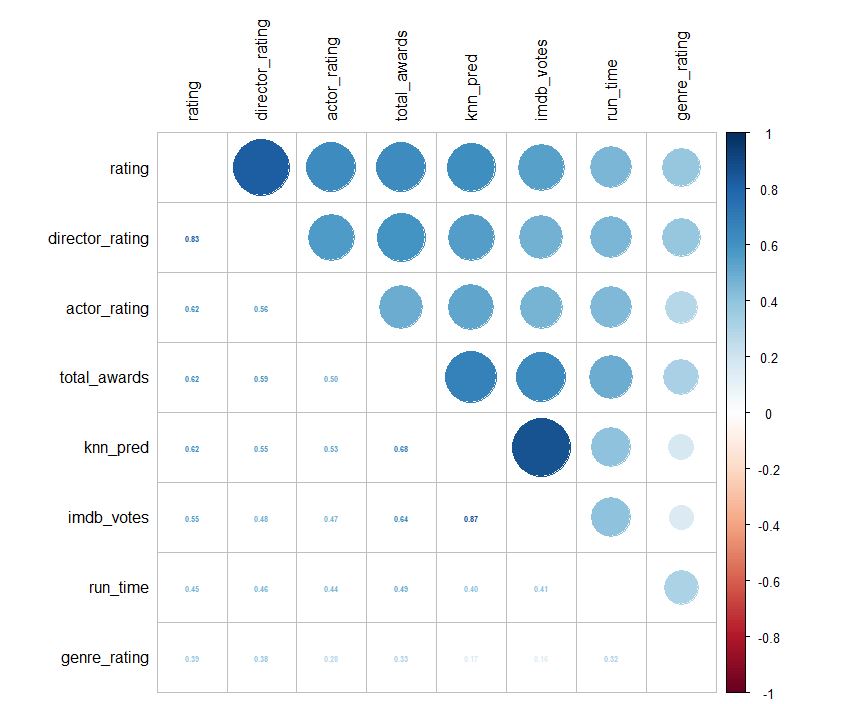 rating director_rating actor_rating total_awards knn_pred imdb_votes run_time genre_rating
1
rating
0.8
director_rating 0.83
0.6
actor_rating 0.62 0.56
0.4
0.2
total_awards 0.62 0.59 0.50
0
knn_pred 0.62 0.55 0.53 0.68
-0.2
imdb_votes 0.55 0.48 0.47 0.64 0.87
-0.4
run_time 0.45 0.46 0.44 0.49 0.40 0.41
-0.6
-0.8
genre_rating 0.39 0.38 0.28 0.33 0.17 0.16 0.32
-1